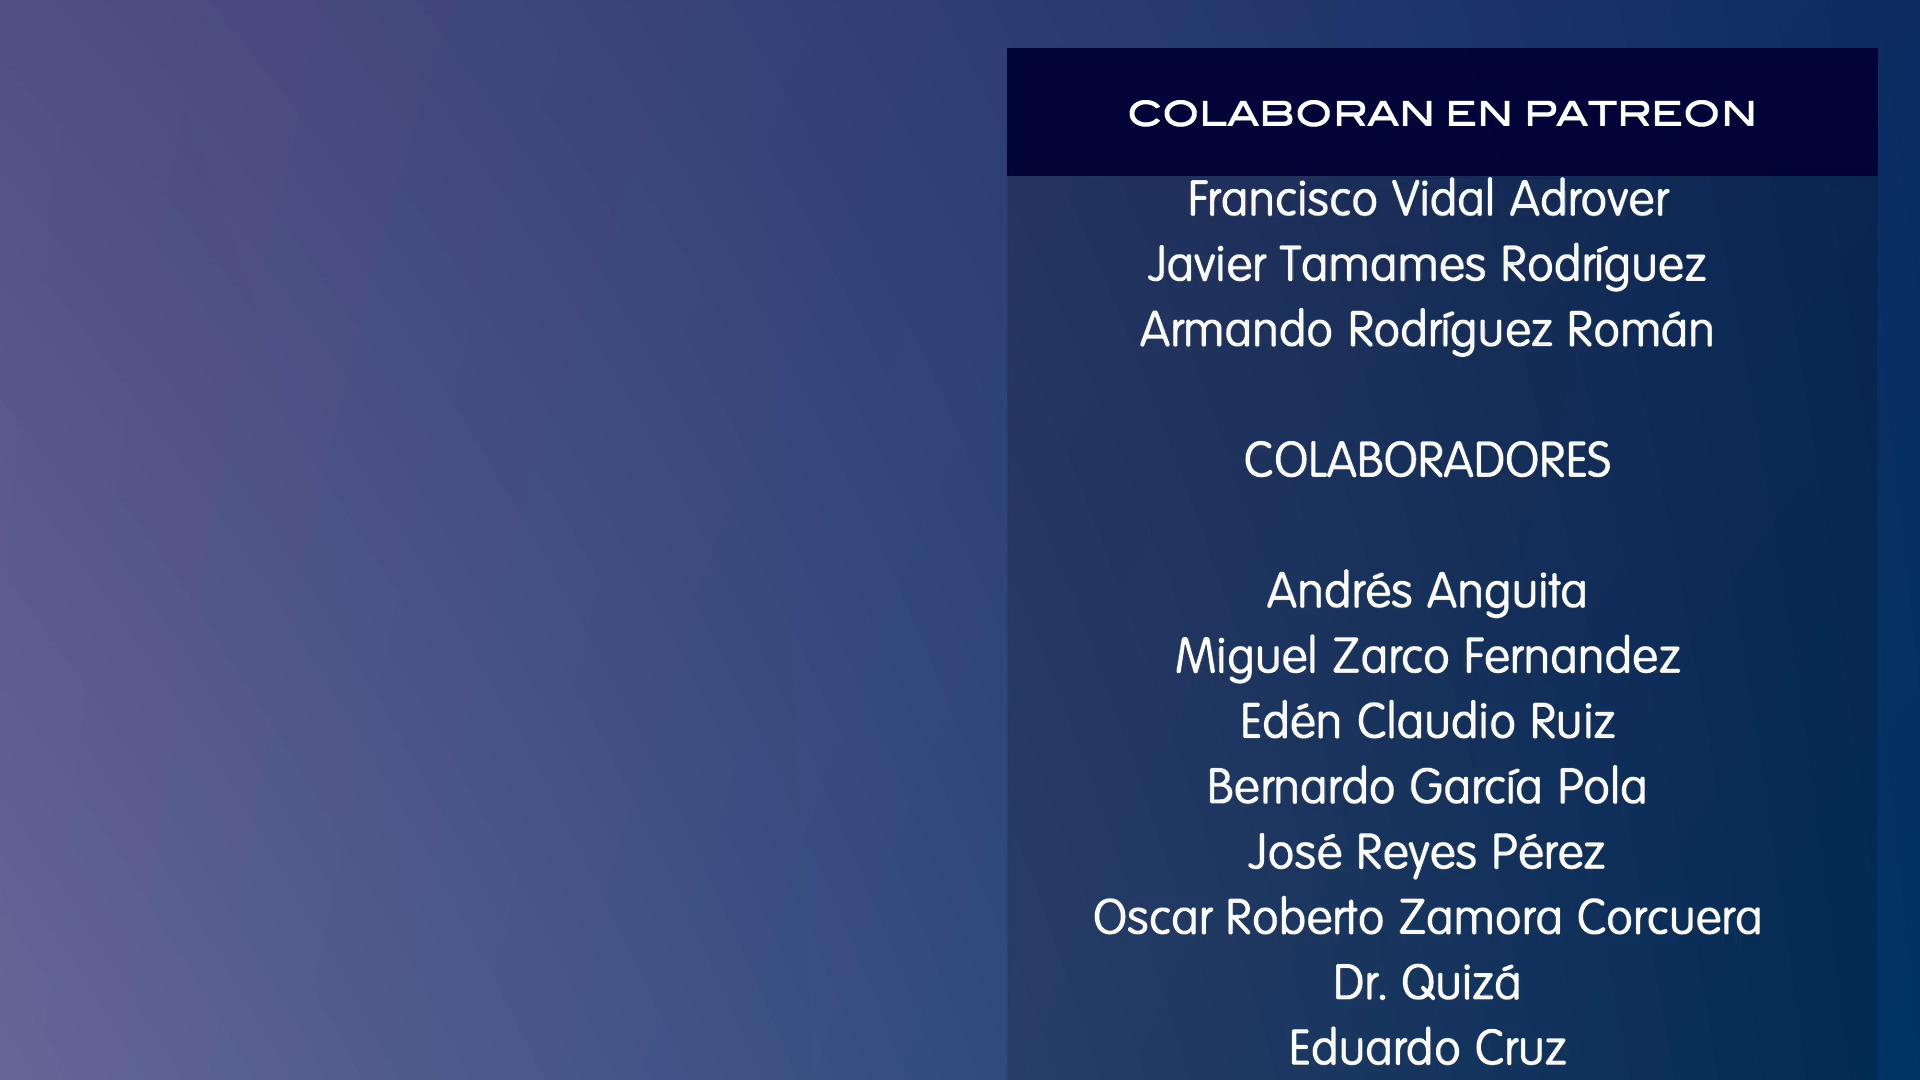 COLABORAN EN PATREON
Francisco Vidal Adrover
Javier Tamames Rodríguez
Armando Rodríguez Román
COLABORADORES
Andrés Anguita
Miguel Zarco Fernandez
Edén Claudio Ruiz
Bernardo García Pola
José Reyes Pérez
Oscar Roberto Zamora Corcuera
Dr. Quizá
Eduardo Cruz